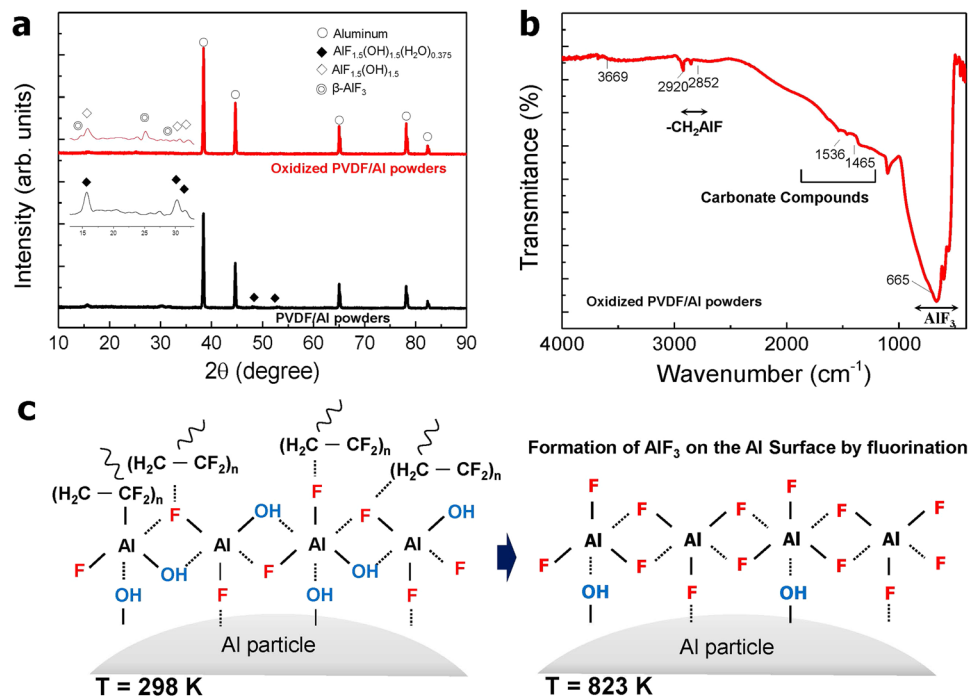 a
Intensity (arb. units)
Aluminum
AlF1.5(OH)1.5(H2O)0.375
AlF1.5(OH)1.5
β-AlF3
15 20 25 30
Oxidized PVDF/Al powders
15 20 25 30
PVDF/Al powders
10 20 30 40 50 60 70 80 90
2θ (degree)
b
Transmitance (%)
3669
2920 2852
-CH2AlF
1536
1465
Carbonate Compounds
665
Oxidized PVDF/Al powders
AlF3
4000 3000 2000 1000
Wavenumber (cm-1)
c
(H2C — CF2)n
(H2C — CF2)n
(H2C — CF2)n
(H2C — CF2)n
F OH F F OH
Al Al Al Al
F OH F OH F
OH F OH F
Al particle
T = 298 K
Formation of AlF3 on the Al Surface by fluorination
F F
F F F F F
Al Al Al Al
F F F F F
OH F OH F
Al particle
T = 823 K